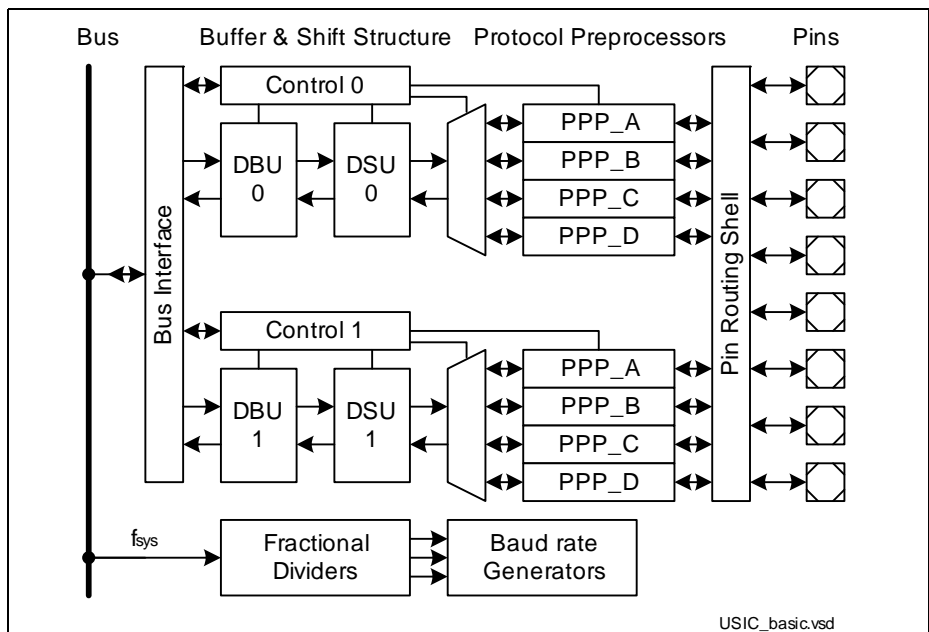 Bus
Buffer & Shift Structure
Protocol Preprocessors
Pins
Bus Interface
Control 0
DBU
0
DSU
0
PPP_A
PPP_B
PPP_C
PPP_D
Pin Routing Shell
Control 1
DBU
1
DSU
1
PPP_A
PPP_B
PPP_C
PPP_D
fsys
Fractional
Dividers
Baud rate
Generators
USIC_basic.vsd